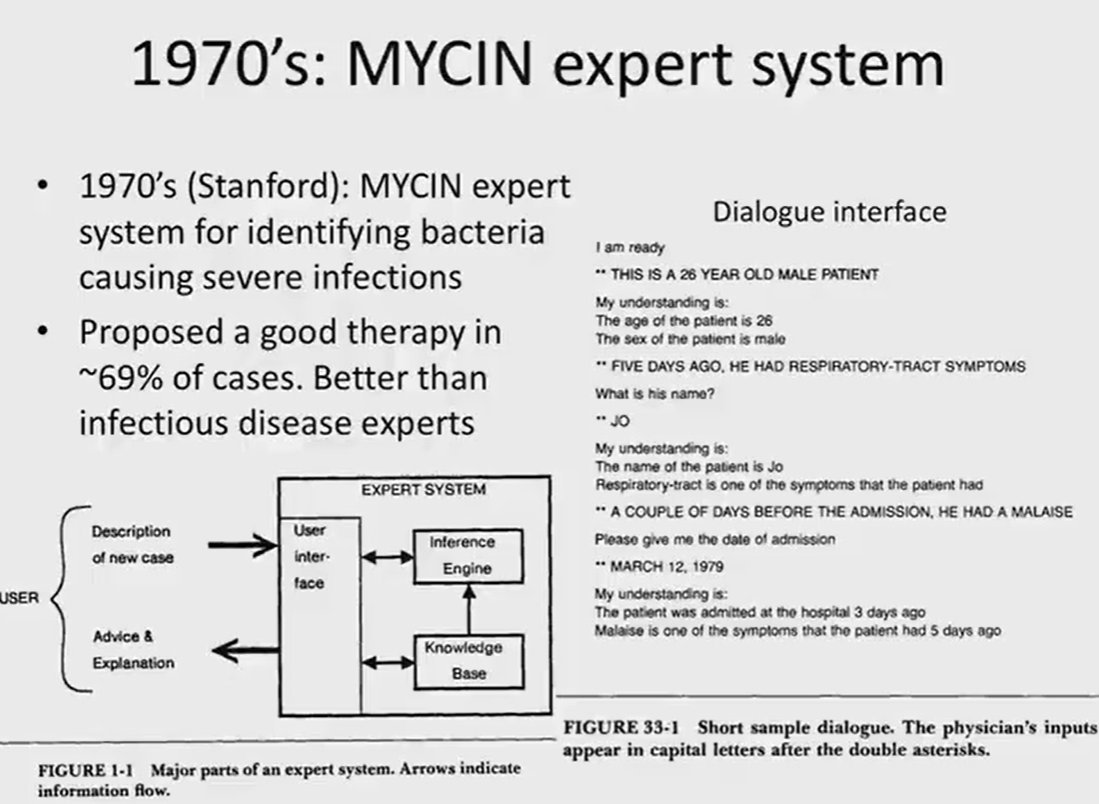 1970's: MYCIN expert system
• 1970's (Stanford): MYCIN expert
system for identifying bacteria
causing severe infections
• Proposed a good therapy in
~69% of cases. Better than
infectious disease experts
EXPERT SYSTEM
USER
Description
of new case
Advice &
Explanation
User
inter-
face
Inference
Engine
Knowledge
Base
FIGURE 1-1 Major parts of an expert system. Arrows indicate
information flow.
Dialogue interface
I am ready
** THIS IS A 26 YEAR OLD MALE PATIENT
My understanding is:
The age of the patient is 26
The sex of the patient is male
** FIVE DAYS AGO, HE HAD RESPIRATORY-TRACT SYMPTOMS
What is his name?
** JO
My understanding is:
The name of the patient is Jo
Respiratory-tract is one of the symptoms that the patient had
** A COUPLE OF DAYS BEFORE THE ADMISSION, HE HAD A MALAISE
Please give me the date of admission
** MARCH 12, 1979
My understanding is:
The patient was admitted at the hospital 3 days ago
Malaise is one of the symptoms that the patient had 5 days ago
FIGURE 33-1 Short sample dialogue. The physician's inputs
appear in capital letters after the double asterisks.